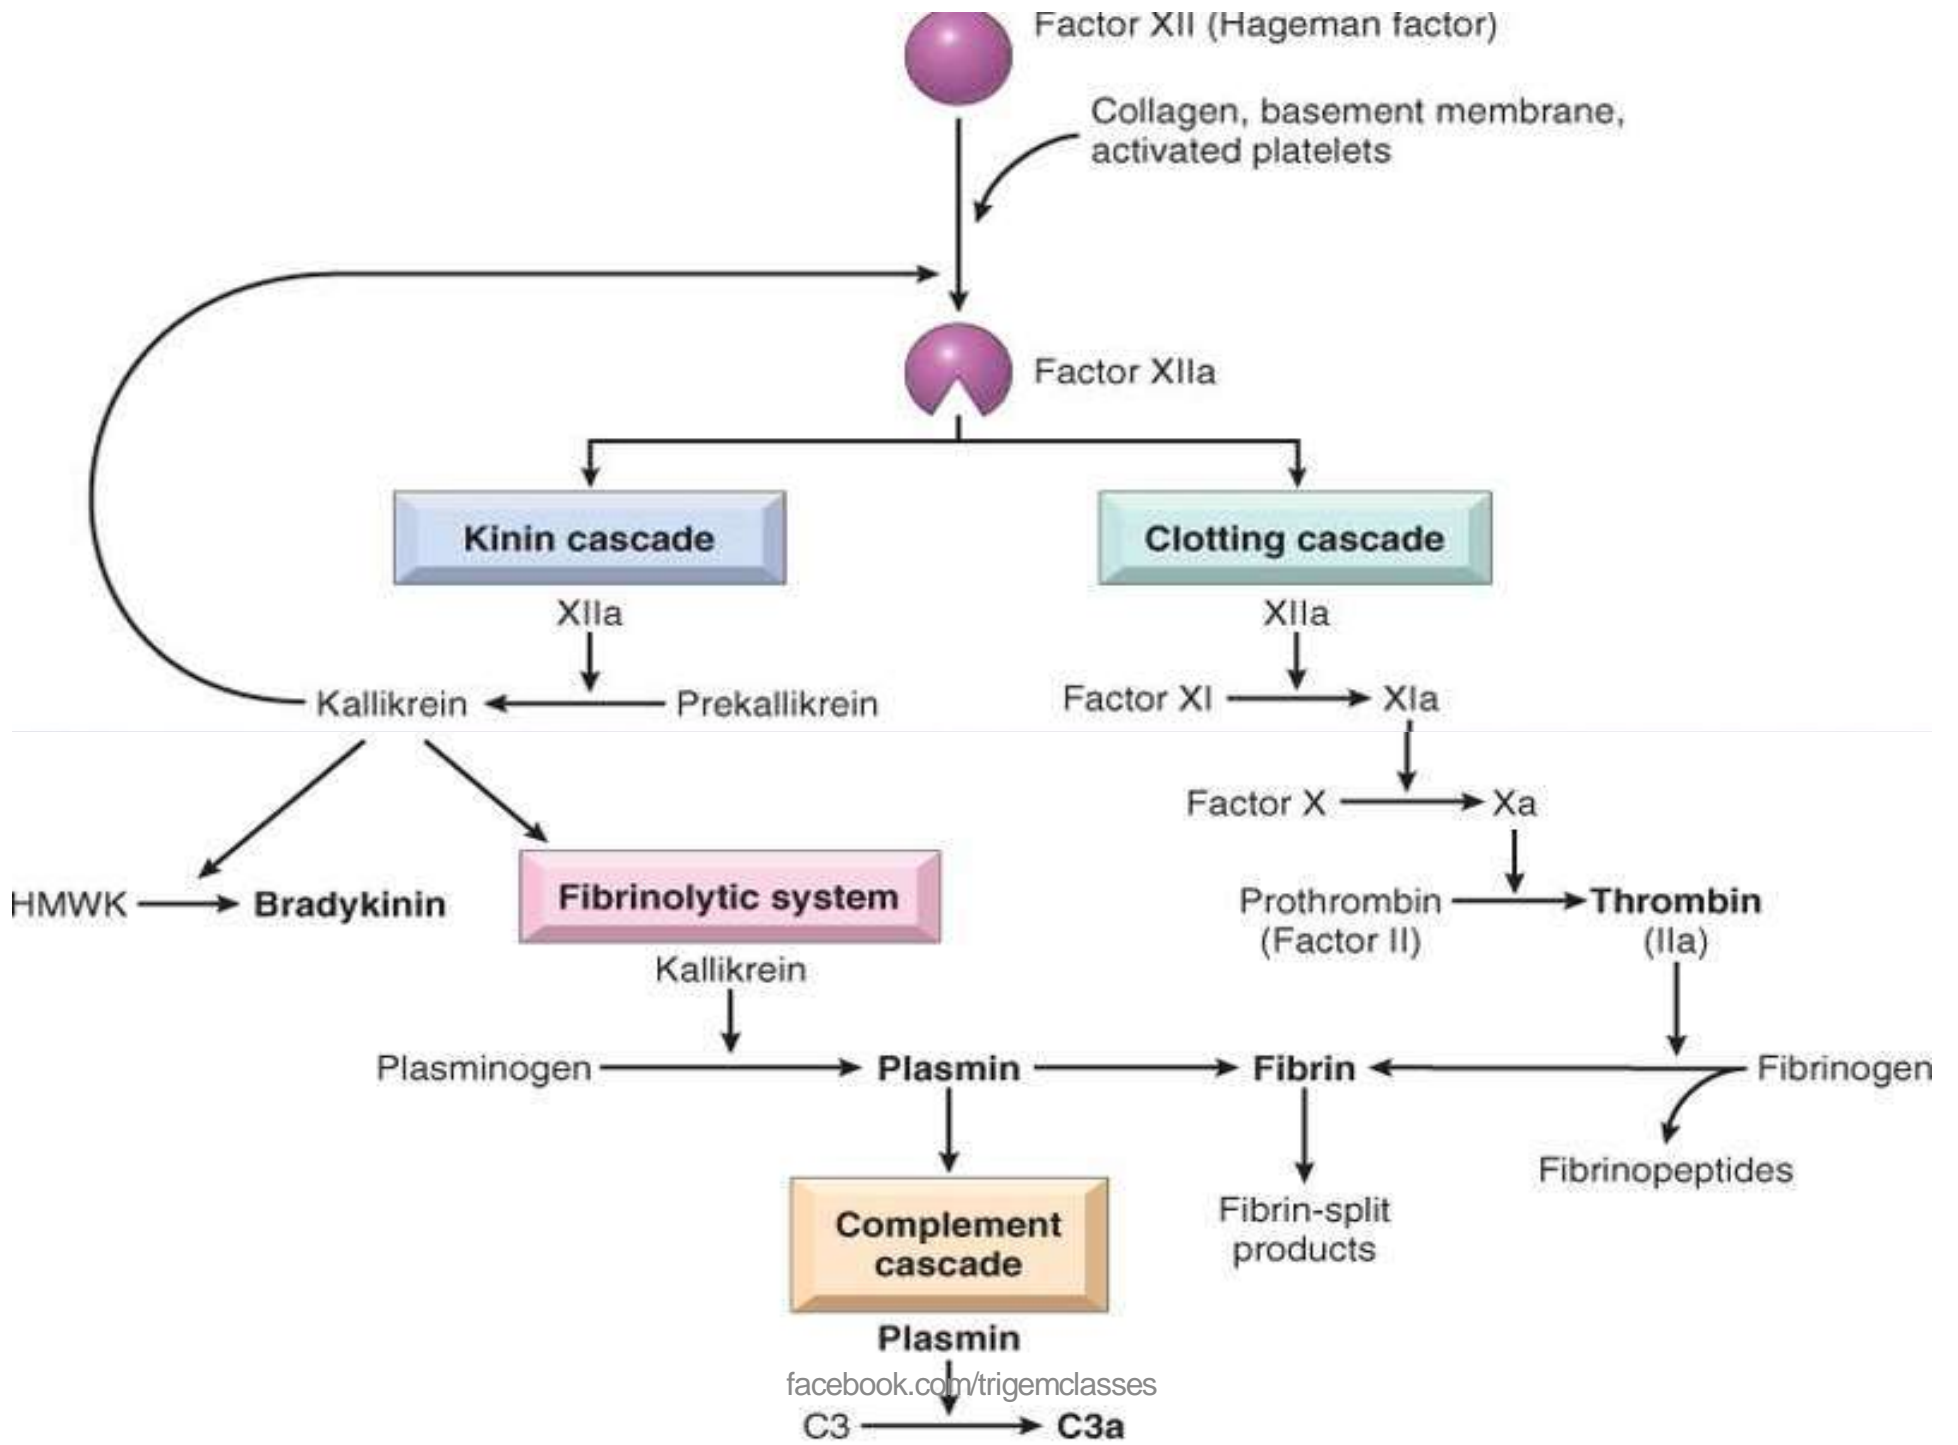 Factor XII (Hageman factor)
Collagen, basement membrane,
activated platelets
Factor XIIa
Kinin cascade
Clotting cascade
XIIa
XIIa
Kallikrein
Prekallikrein
Factor XI
XIa
Factor X
Xa
HMWK
Bradykinin
Fibrinolytic system
Prothrombin
(Factor II)
Thrombin
(IIa)
Kallikrein
Plasminogen
Plasmin
Fibrin
Fibrinogen
Fibrinopeptides
Fibrin-split
products
Complement
cascade
Plasmin
facebook.com/trigemclasses
C3
C3a